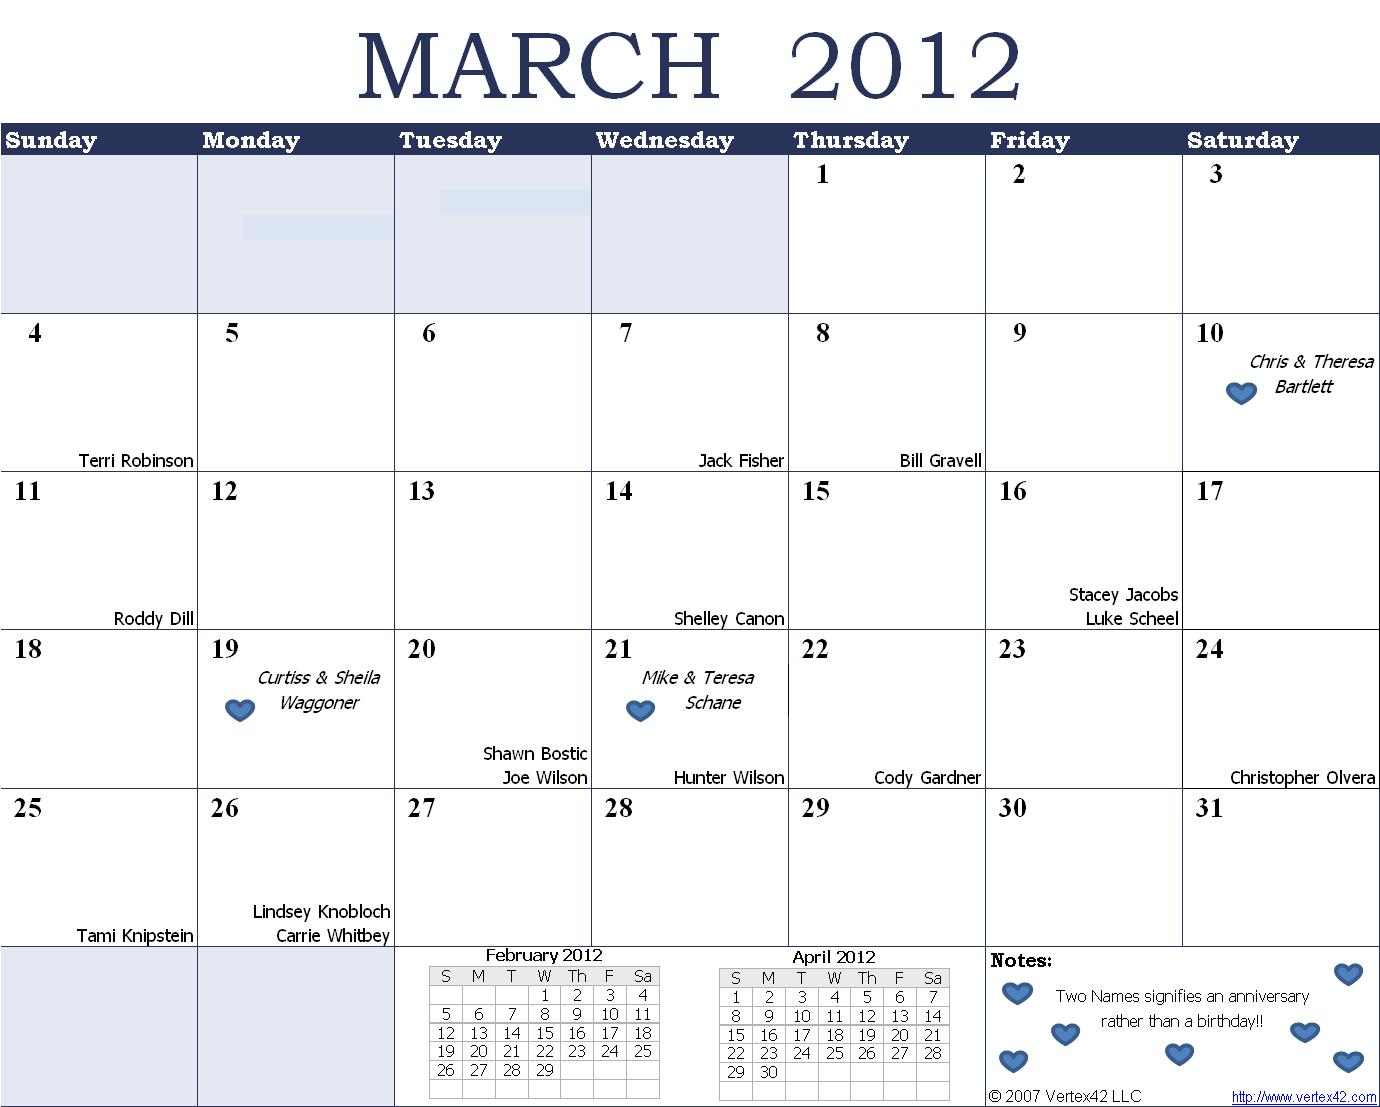 MARCH 2012
Sunday Monday Tuesday Wednesday Thursday Friday Saturday
1 2 3
4 5 6 7 8 9 10
Chris & Theresa
Bartlett
Terri Robinson Jack Fisher Bill Gravell
11 12 13 14 15 16 17
Stacey Jacobs
Roddy Dill Shelley Canon Luke Scheel
18 19 20 21 22 23 24
Curtiss & Sheila Mike & Teresa
Waggoner Schane
Shawn Bostic
Joe Wilson Hunter Wilson Cody Gardner Christopher Olvera
25 26 27 28 29 30 31
Lindsey Knobloch
Tami Knipstein Carrie Whitbey
February 2012
S M T W Th F Sa
1 2 3 4
5 6 7 8 9 10 11
12 13 14 15 16 17 18
19 20 21 22 23 24 25
26 27 28 29
April 2012
S M T W Th F Sa
1 2 3 4 5 6 7
8 9 10 11 12 13 14
15 16 17 18 19 20 21
22 23 24 25 26 27 28
29 30
Notes:
Two Names signifies an anniversary
rather than a birthday!!
© 2007 Vertex42 LLC http://www.vertex42.com